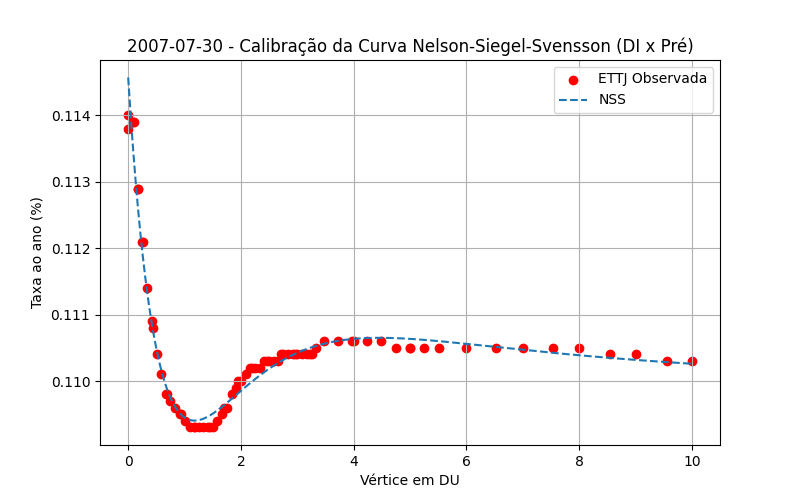 2007-07-30 - Calibração da Curva Nelson-Siegel-Svensson (DI x Pré)
ETTJ Observada
NSS
Taxa ao ano (%)
0.114
0.113
0.112
0.111
0.110
0 2 4 6 8 10
Vértice em DU